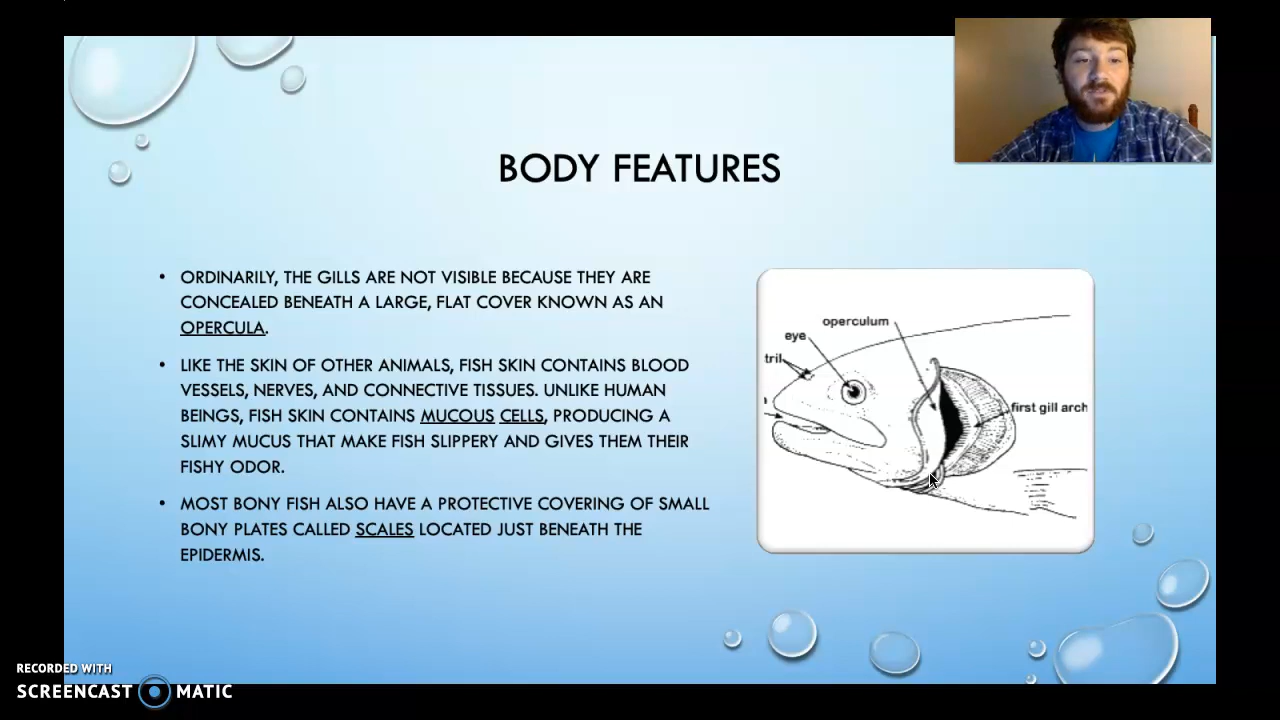 BODY FEATURES
• ORDINARILY, THE GILLS ARE NOT VISIBLE BECAUSE THEY ARE
CONCEALED BENEATH A LARGE, FLAT COVER KNOWN AS AN
OPERCULA.
• LIKE THE SKIN OF OTHER ANIMALS, FISH SKIN CONTAINS BLOOD
VESSELS, NERVES, AND CONNECTIVE TISSUES. UNLIKE HUMAN
BEINGS, FISH SKIN CONTAINS MUCOUS CELLS, PRODUCING A
SLIMY MUCUS THAT MAKE FISH SLIPPERY AND GIVES THEM THEIR
FISHY ODOR.
• MOST BONY FISH ALSO HAVE A PROTECTIVE COVERING OF SMALL
BONY PLATES CALLED SCALES LOCATED JUST BENEATH THE
EPIDERMIS.
operculum
eye
tril
first gill arch
RECORDED WITH
SCREENCAST MATIC